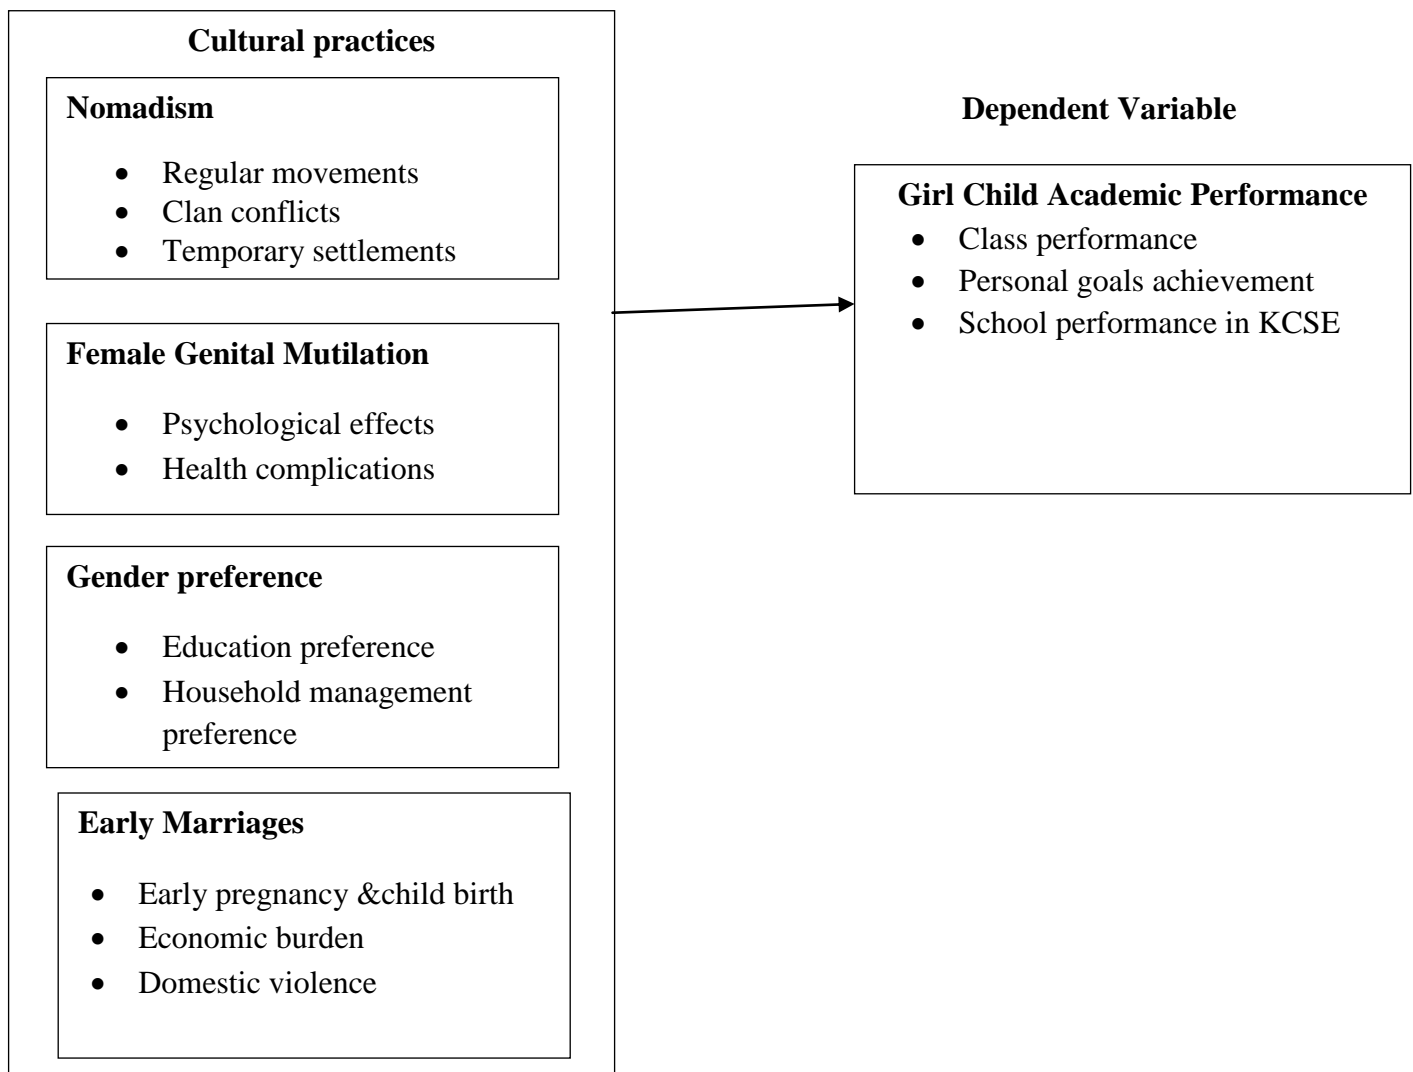 Cultural practices
Nomadism
• Regular movements
• Clan conflicts
• Temporary settlements
Female Genital Mutilation
• Psychological effects
• Health complications
Gender preference
• Education preference
• Household management
preference
Early Marriages
• Early pregnancy &child birth
• Economic burden
• Domestic violence
Dependent Variable
Girl Child Academic Performance
• Class performance
• Personal goals achievement
• School performance in KCSE